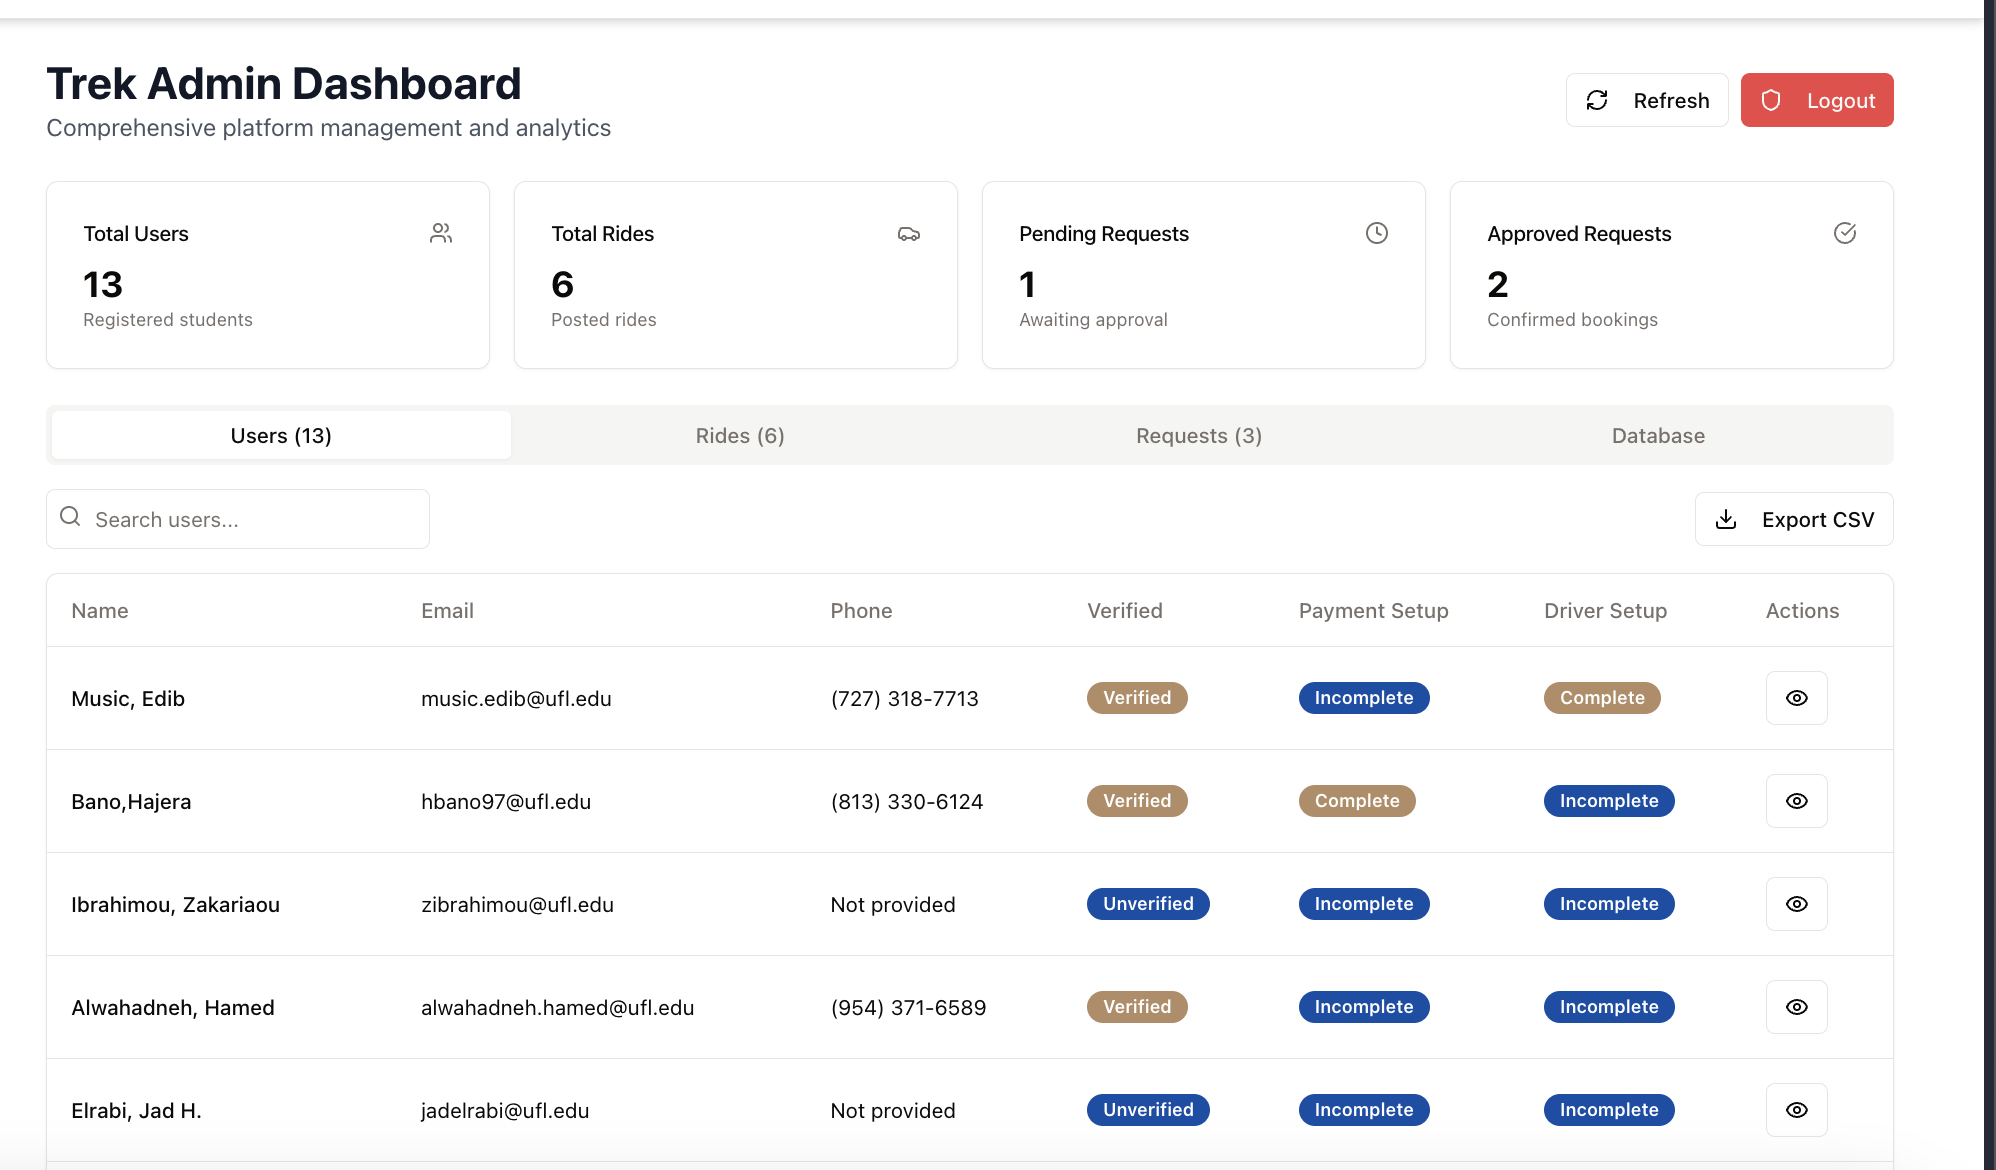 Trek Admin Dashboard
Comprehensive platform management and analytics
Refresh
Logout
Total Users
13
Registered students
Total Rides
6
Posted rides
Pending Requests
1
Awaiting approval
Approved Requests
2
Confirmed bookings
Users (13) Rides (6) Requests (3) Database
Search users...
Export CSV
Name Email Phone Verified Payment Setup Driver Setup Actions
Music, Edib music.edib@ufl.edu (727) 318-7713 Verified Incomplete Complete
Bano,Hajera hbano97@ufl.edu (813) 330-6124 Verified Complete Incomplete
Ibrahimou, Zakariaou zibrahimou@ufl.edu Not provided Unverified Incomplete Incomplete
Alwahadneh, Hamed alwahadneh.hamed@ufl.edu (954) 371-6589 Verified Incomplete Incomplete
Elrabi, Jad H. jadelrabi@ufl.edu Not provided Unverified Incomplete Incomplete